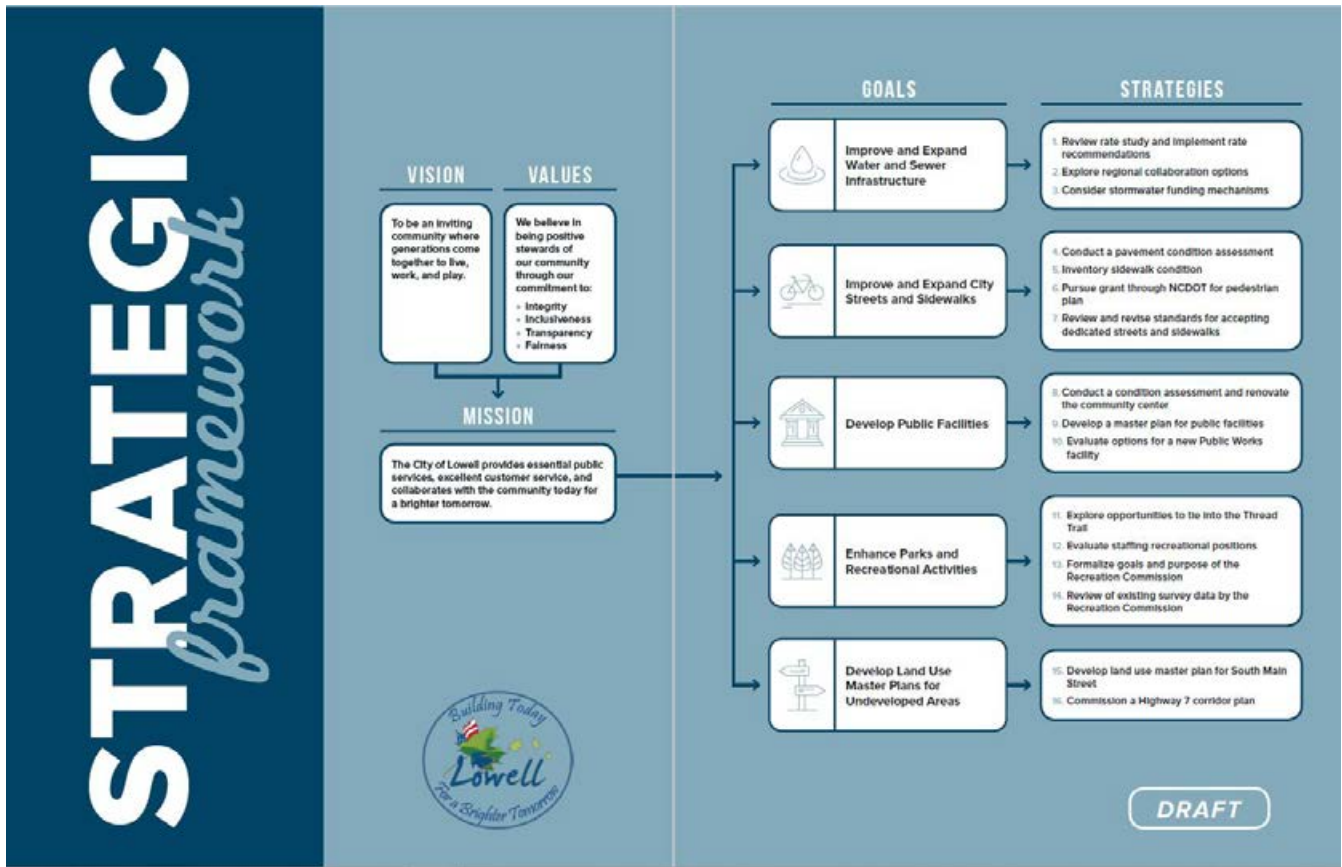 STRATEGIC
framework
VISION
To be an inviting
community where
generations come
together to live,
work, and play.
VALUES
We believe in
being positive
stewards of
our community
through our
commitment to:
• Integrity
• Inclusiveness
• Transparency
• Fairness
MISSION
The City of Lowell provides essential public
services, excellent customer service, and
collaborates with the community today for
a brighter tomorrow.
Building Today
Lowell
For a Brighter Tomorrow
GOALS
STRATEGIES
Improve and Expand
Water and Sewer
Infrastructure
1. Review rate study and implement rate
recommendations
2. Explore regional collaboration options
3. Consider stormwater funding mechanisms
Improve and Expand City
Streets and Sidewalks
4. Conduct a pavement condition assessment
5. Inventory sidewalk condition
6. Pursue grant through NCDOT for pedestrian
plan
7. Review and revise standards for accepting
dedicated streets and sidewalks
Develop Public Facilities
8. Conduct a condition assessment and renovate
the community center
9. Develop a master plan for public facilities
10. Evaluate options for a new Public Works
facility
Enhance Parks and
Recreational Activities
11. Explore opportunities to tie into the Thread
Trail
12. Evaluate staffing recreational positions
13. Formalize goals and purpose of the
Recreation Commission
14. Review of existing survey data by the
Recreation Commission
Develop Land Use
Master Plans for
Undeveloped Areas
15. Develop land use master plan for South Main
Street
16. Commission a Highway 7 corridor plan
DRAFT